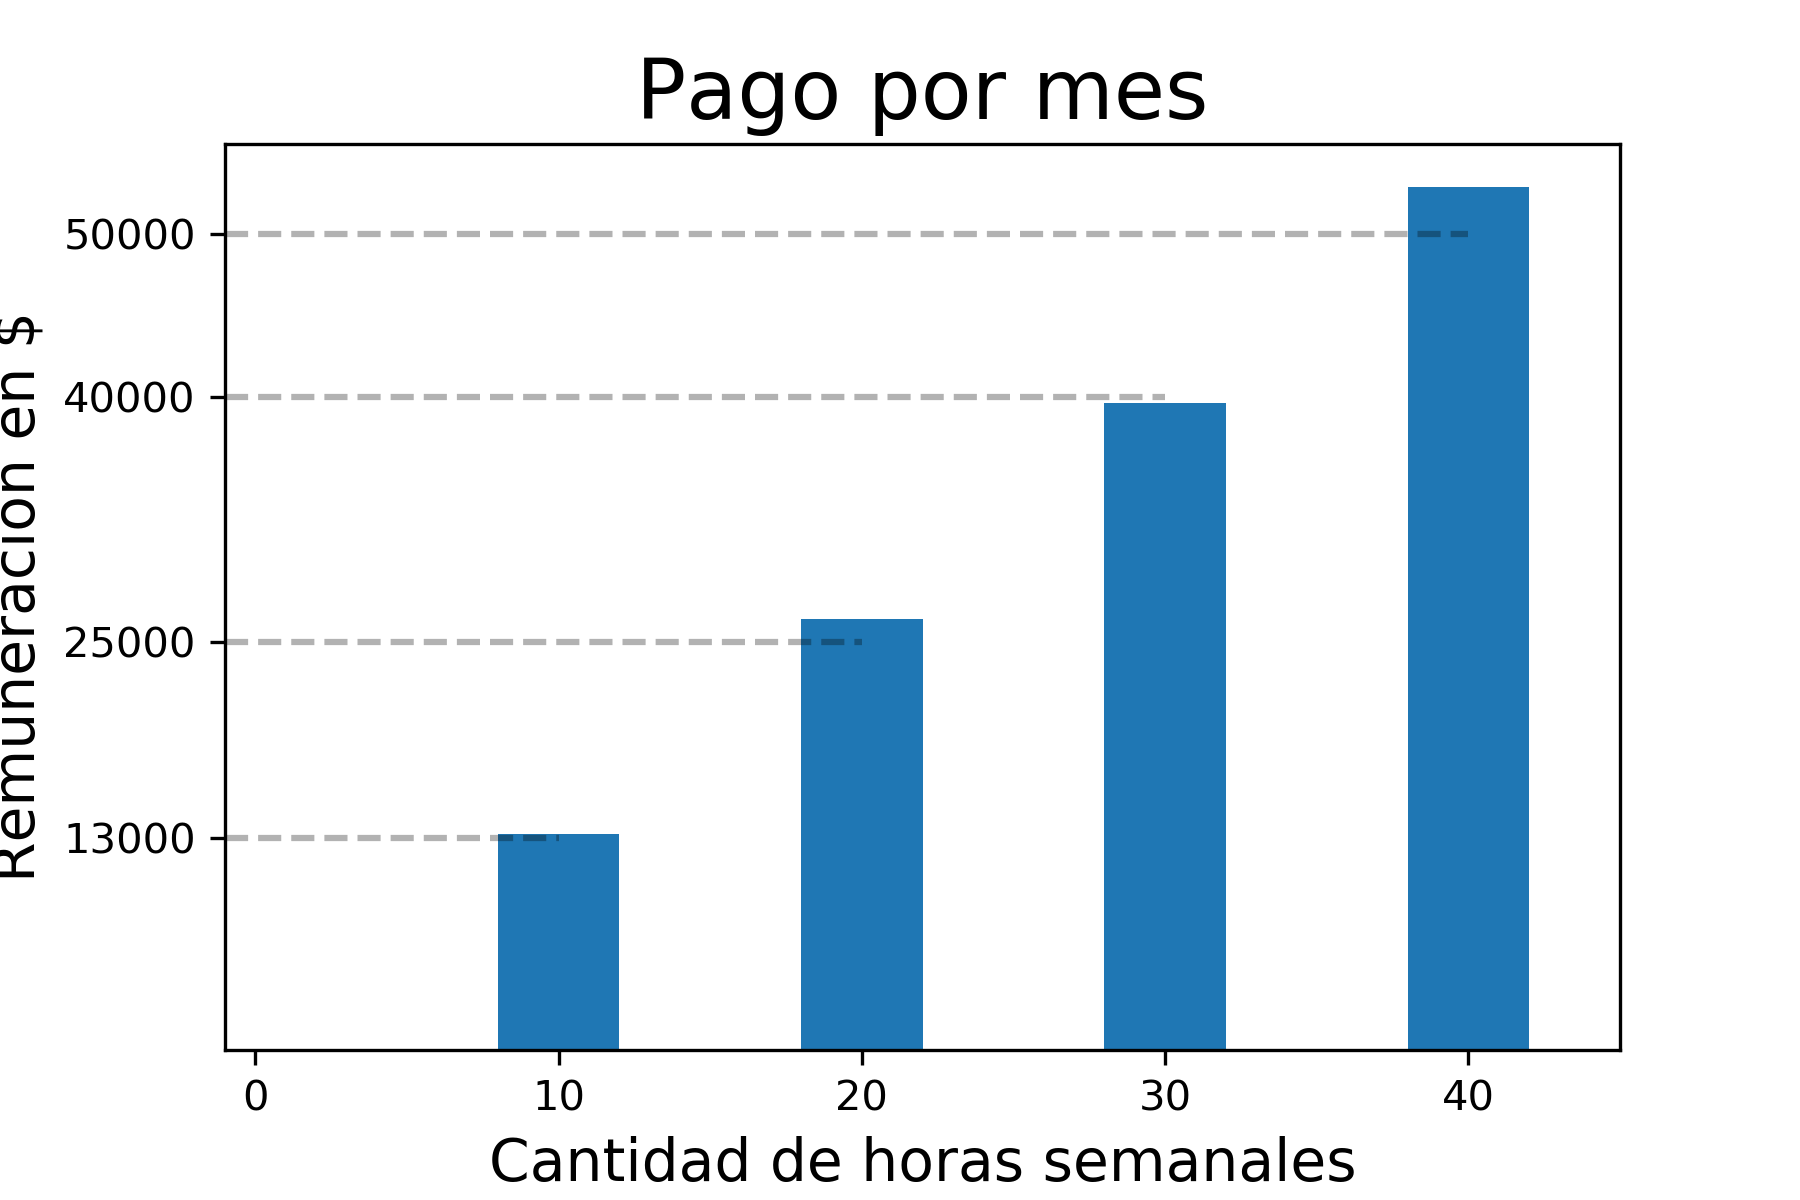 Pago por mes
Remuneracion en $
50000
40000
25000
13000
0 10 20 30 40
Cantidad de horas semanales